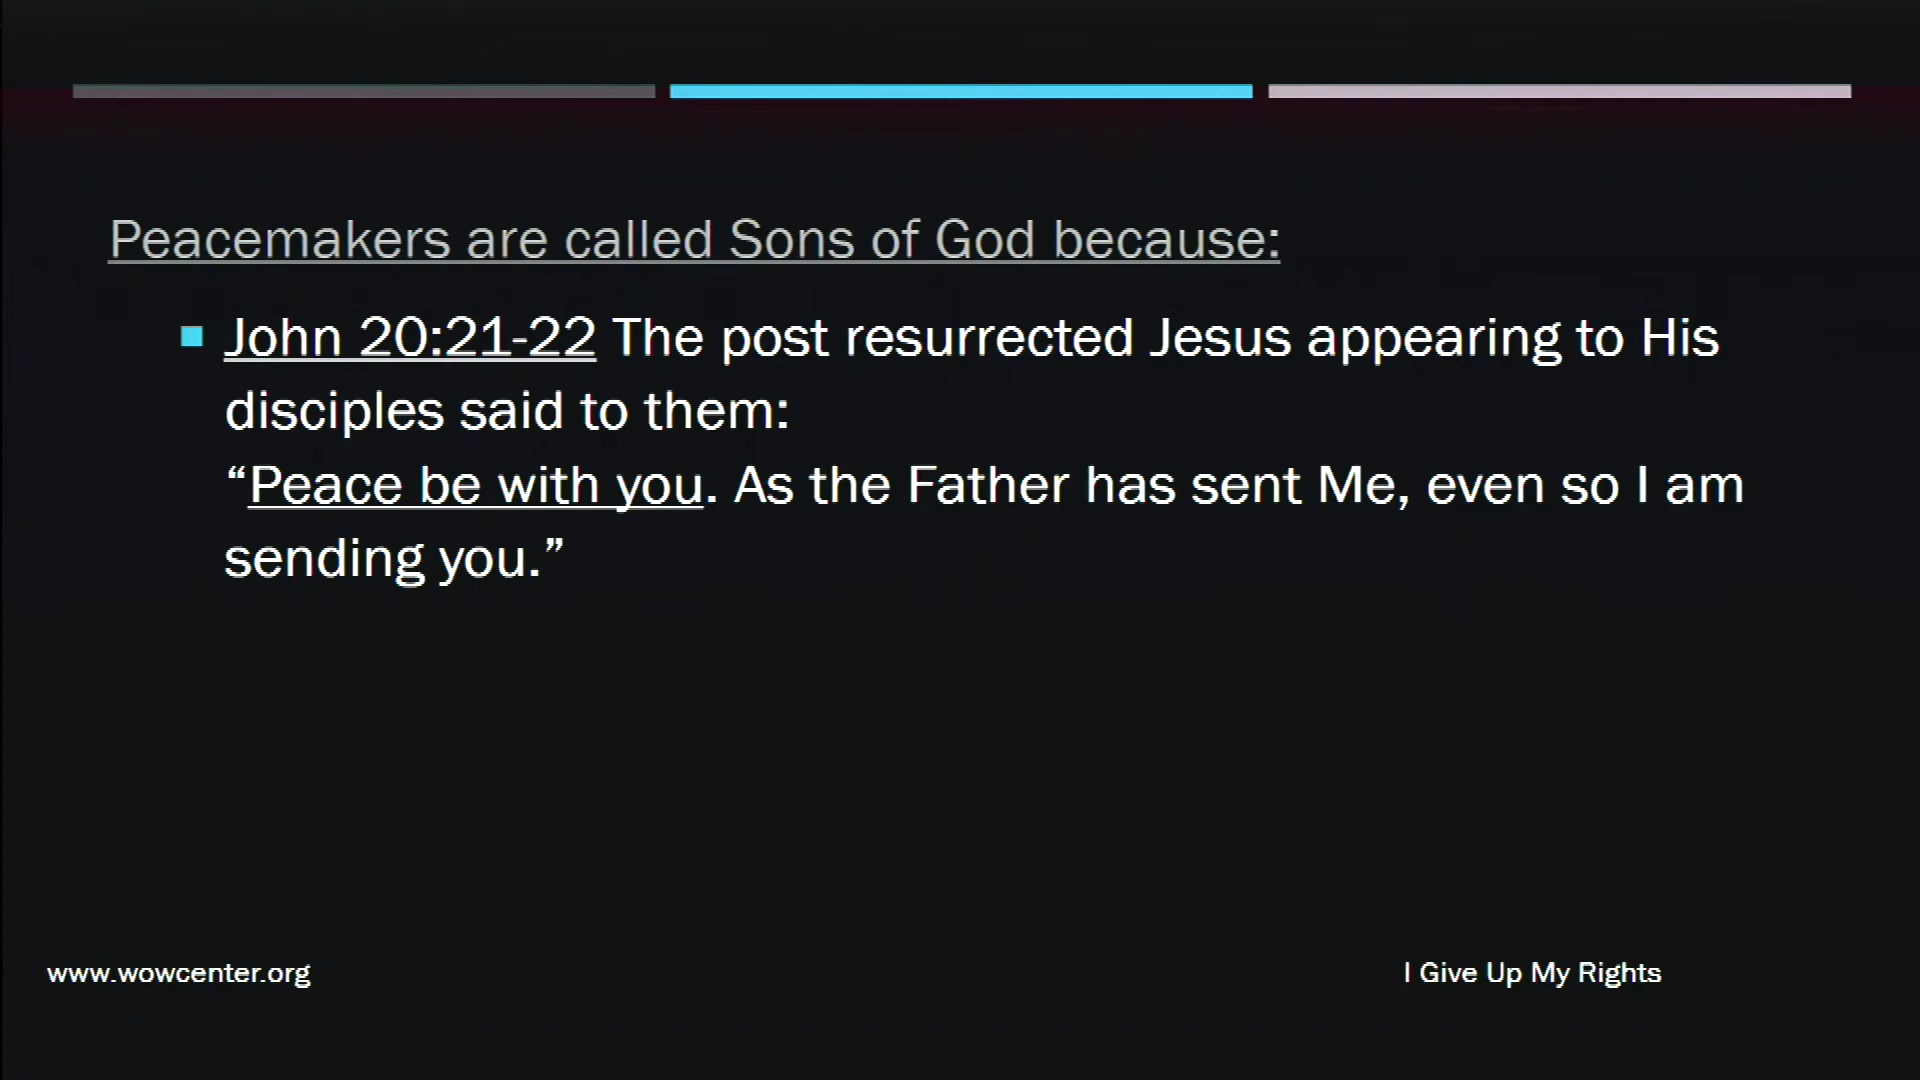 Peacemakers are called Sons of God because:
John 20:21-22 The post resurrected Jesus appearing to His
disciples said to them:
“Peace be with you. As the Father has sent Me, even so I am
sending you.”
www.wowcenter.org
I Give Up My Rights